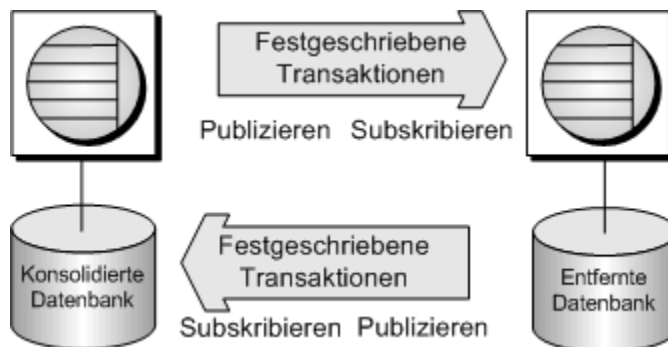 Festgeschriebene
Transaktionen
Publizieren Subskribieren
Konsolidierte
Datenbank
Festgeschriebene
Transaktionen
Subskribieren Publizieren
Entfernte
Datenbank